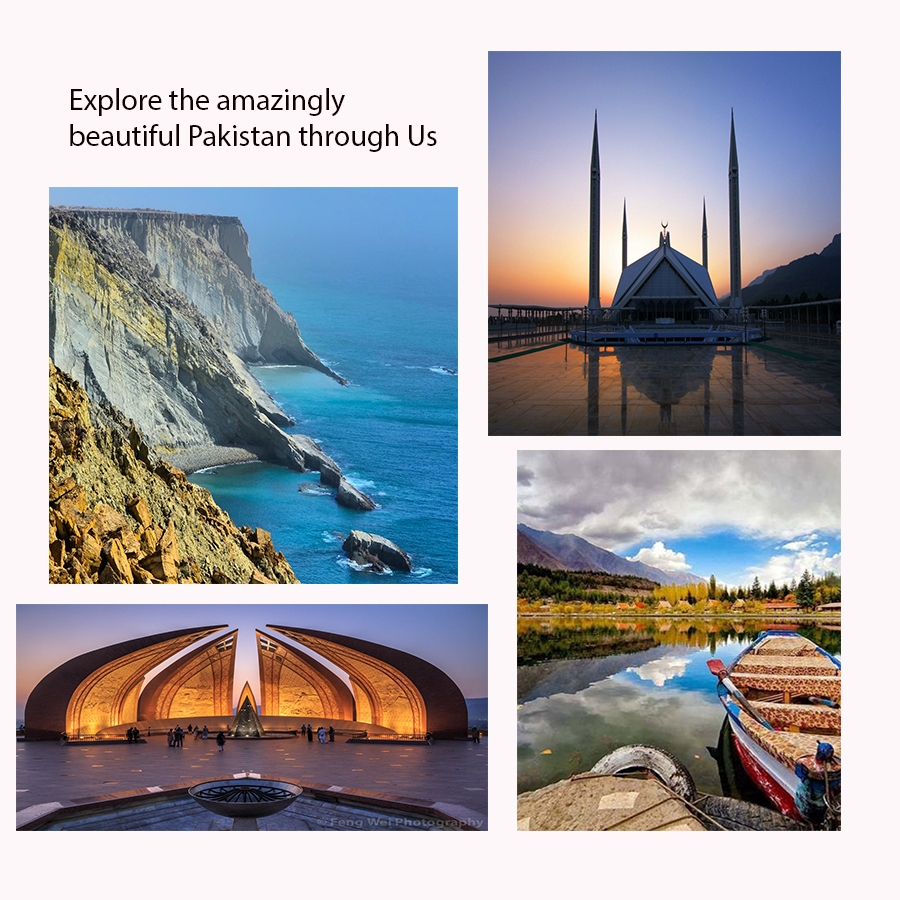 Explore the amazingly
beautiful Pakistan through Us
© Feng Wei Photography